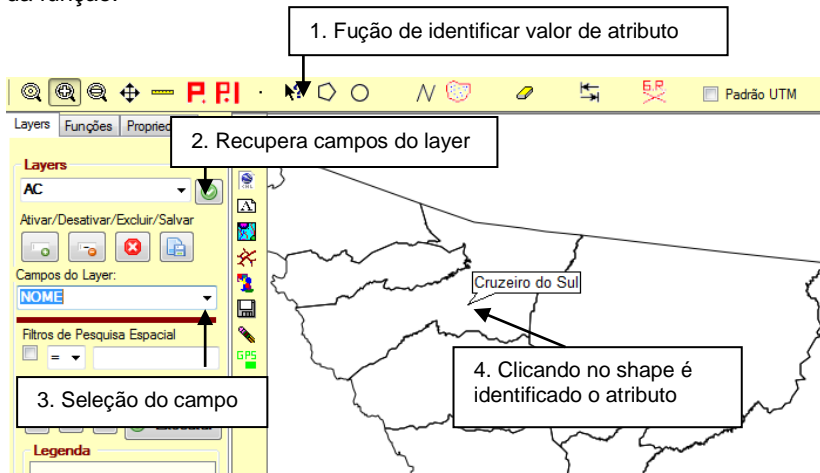 da função.
1. Fução de identificar valor de atributo
P. P.I
G.R
Padrão UTM
Layers Funções Propried
2. Recupera campos do layer
Layers
AC
Ativar/Desativar/Excluir/Salvar
Campos do Layer:
NOME
Cruzeiro do Sul
Filtros de Pesquisa Espacial
=
GPS
4. Clicando no shape é
identificado o atributo
3. Seleção do campo
Legenda